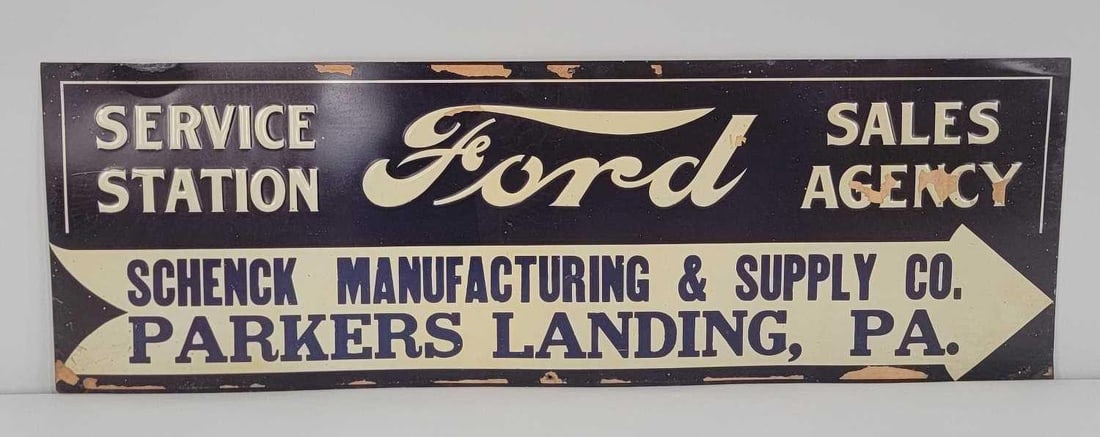 SERVICE
STATION
Ford
SALES
AGENCY
SCHENCK MANUFACTURING & SUPPLY CO.
PARKERS LANDING, PA.